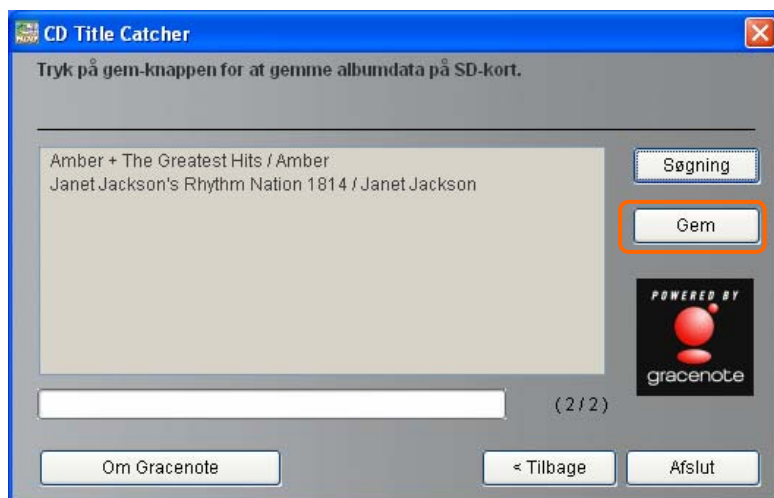 CD Title Catcher
Tryk på gem-knappen for at gemme albumdata på SD-kort.
Amber + The Greatest Hits / Amber
Janet Jackson's Rhythm Nation 1814 / Janet Jackson
Søgning
Gem
POWERED BY
gracenote
(2/2)
Om Gracenote
< Tilbage
Afslut